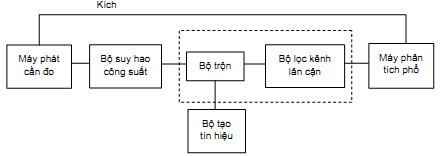 Kích
Máy phát
cần đo
Bộ suy hao
công suất
Bộ trộn
Bộ lọc kênh
lân cận
Máy phân
tích phổ
Bộ tạo
tín hiệu